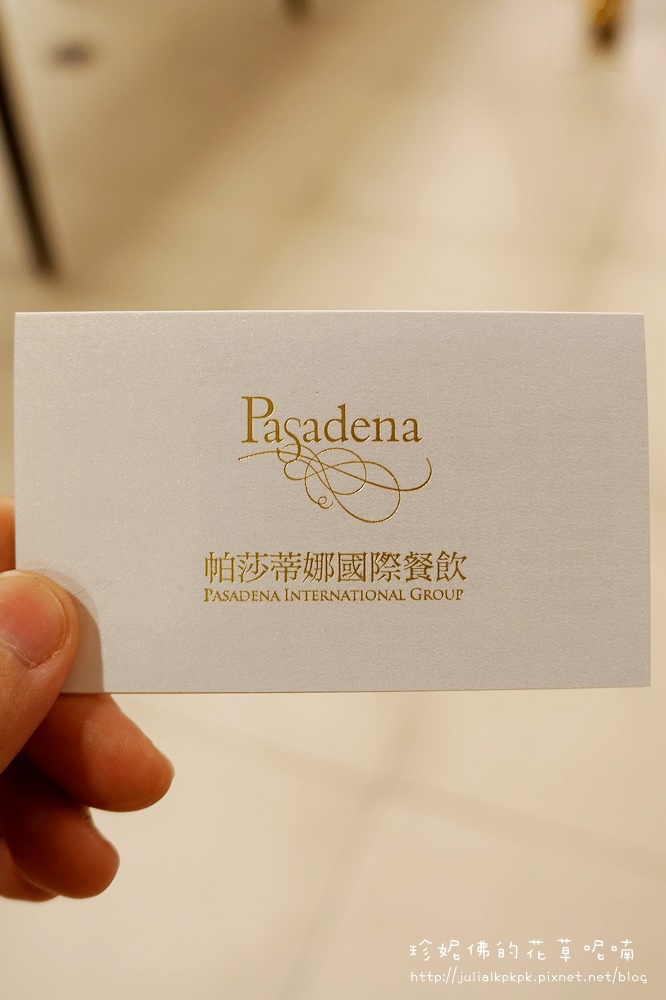 Pasadena
帕莎蒂娜國際餐飲
PASADENA INTERNATIONAL GROUP
珍妮佛的花草呢喃
http://julialkpkpk.pixnet.net/blog